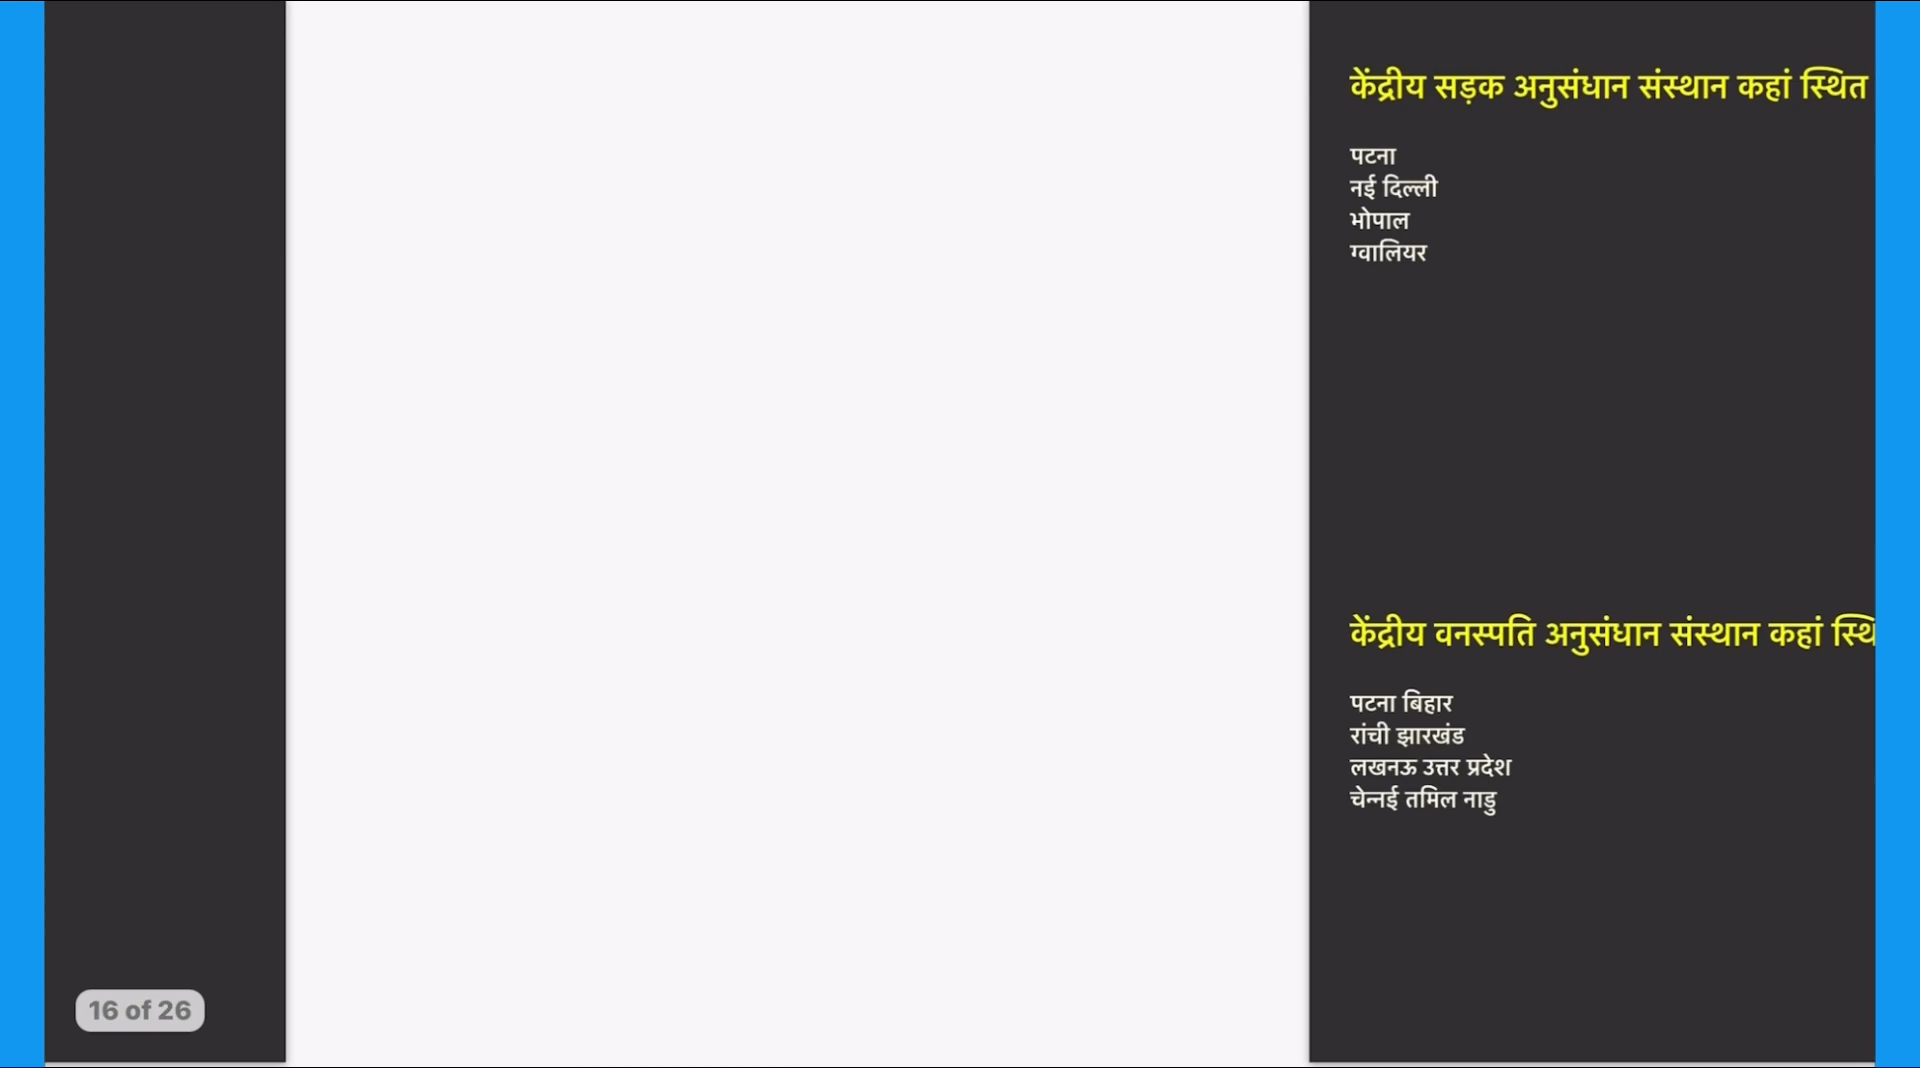 केंद्रीय सड़क अनुसंधान संस्थान कहां स्थित
पटना
नई दिल्ली
भोपाल
ग्वालियर
केंद्रीय वनस्पति अनुसंधान संस्थान कहां
पटना बिहार
रांची झारखंड
लखनऊ उत्तर प्रदेश
चेन्नई तमिल नाडु
16 of 26